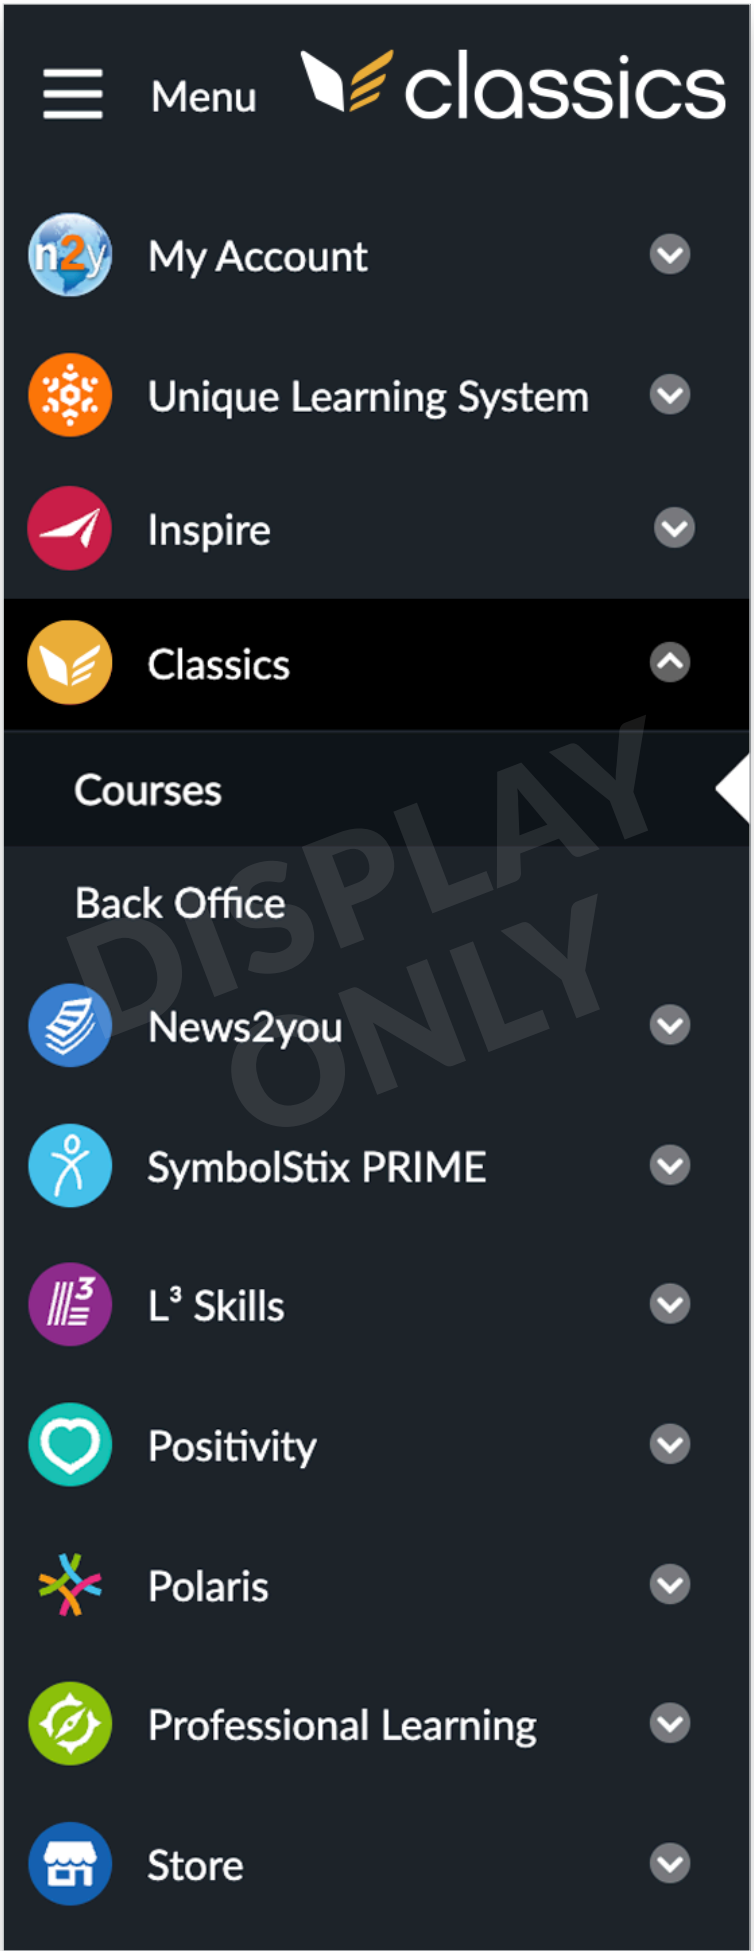 Menu classics
n2y My Account
Unique Learning System
Inspire
Classics
Courses
Back Office
DISPLAY
ONLY
News2you
SymbolStix PRIME
3 L³ Skills
Positivity
Polaris
Professional Learning
Store